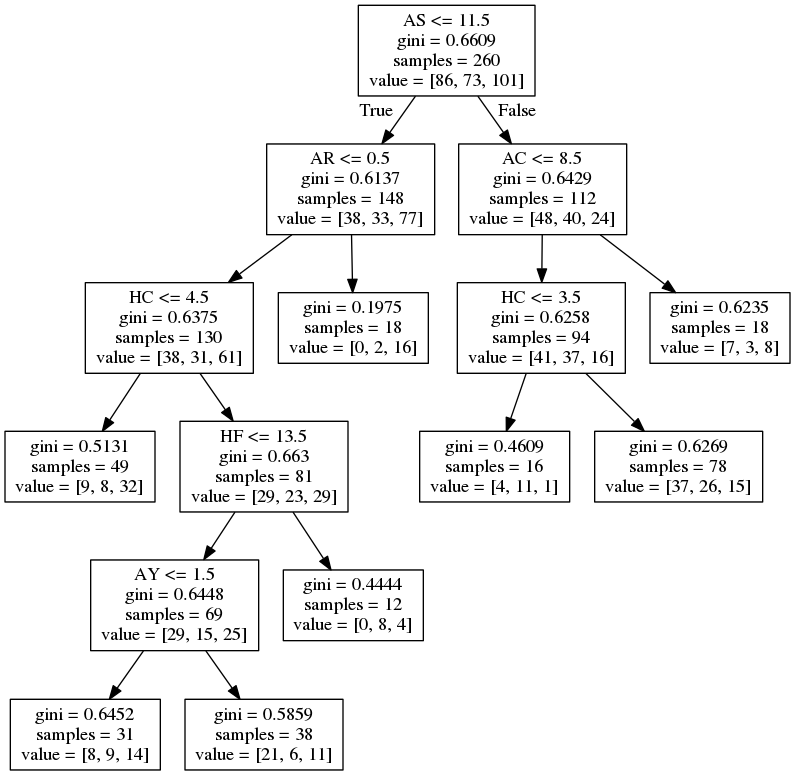 AS <= 11.5
gini = 0.6609
samples = 260
value = [86, 73, 101]
True
False
AR <= 0.5
gini = 0.6137
samples = 148
value = [38, 33, 77]
AC <= 8.5
gini = 0.6429
samples = 112
value = [48, 40, 24]
HC <= 4.5
gini = 0.6375
samples = 130
value = [38, 31, 61]
gini = 0.1975
samples = 18
value = [0, 2, 16]
HC <= 3.5
gini = 0.6258
samples = 94
value = [41, 37, 16]
gini = 0.6235
samples = 18
value = [7, 3, 8]
gini = 0.5131
samples = 49
value = [9, 8, 32]
HF <= 13.5
gini = 0.663
samples = 81
value = [29, 23, 29]
gini = 0.4609
samples = 16
value = [4, 11, 1]
gini = 0.6269
samples = 78
value = [37, 26, 15]
AY <= 1.5
gini = 0.6448
samples = 69
value = [29, 15, 25]
gini = 0.4444
samples = 12
value = [0, 8, 4]
gini = 0.6452
samples = 31
value = [8, 9, 14]
gini = 0.5859
samples = 38
value = [21, 6, 11]